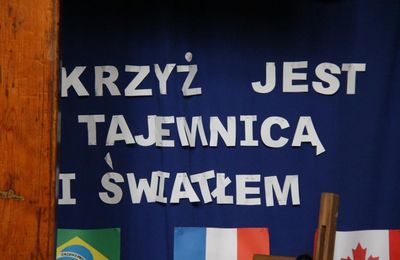 KRZYŻ JEST
TAJEMNICĄ
I ŚWIATŁEM